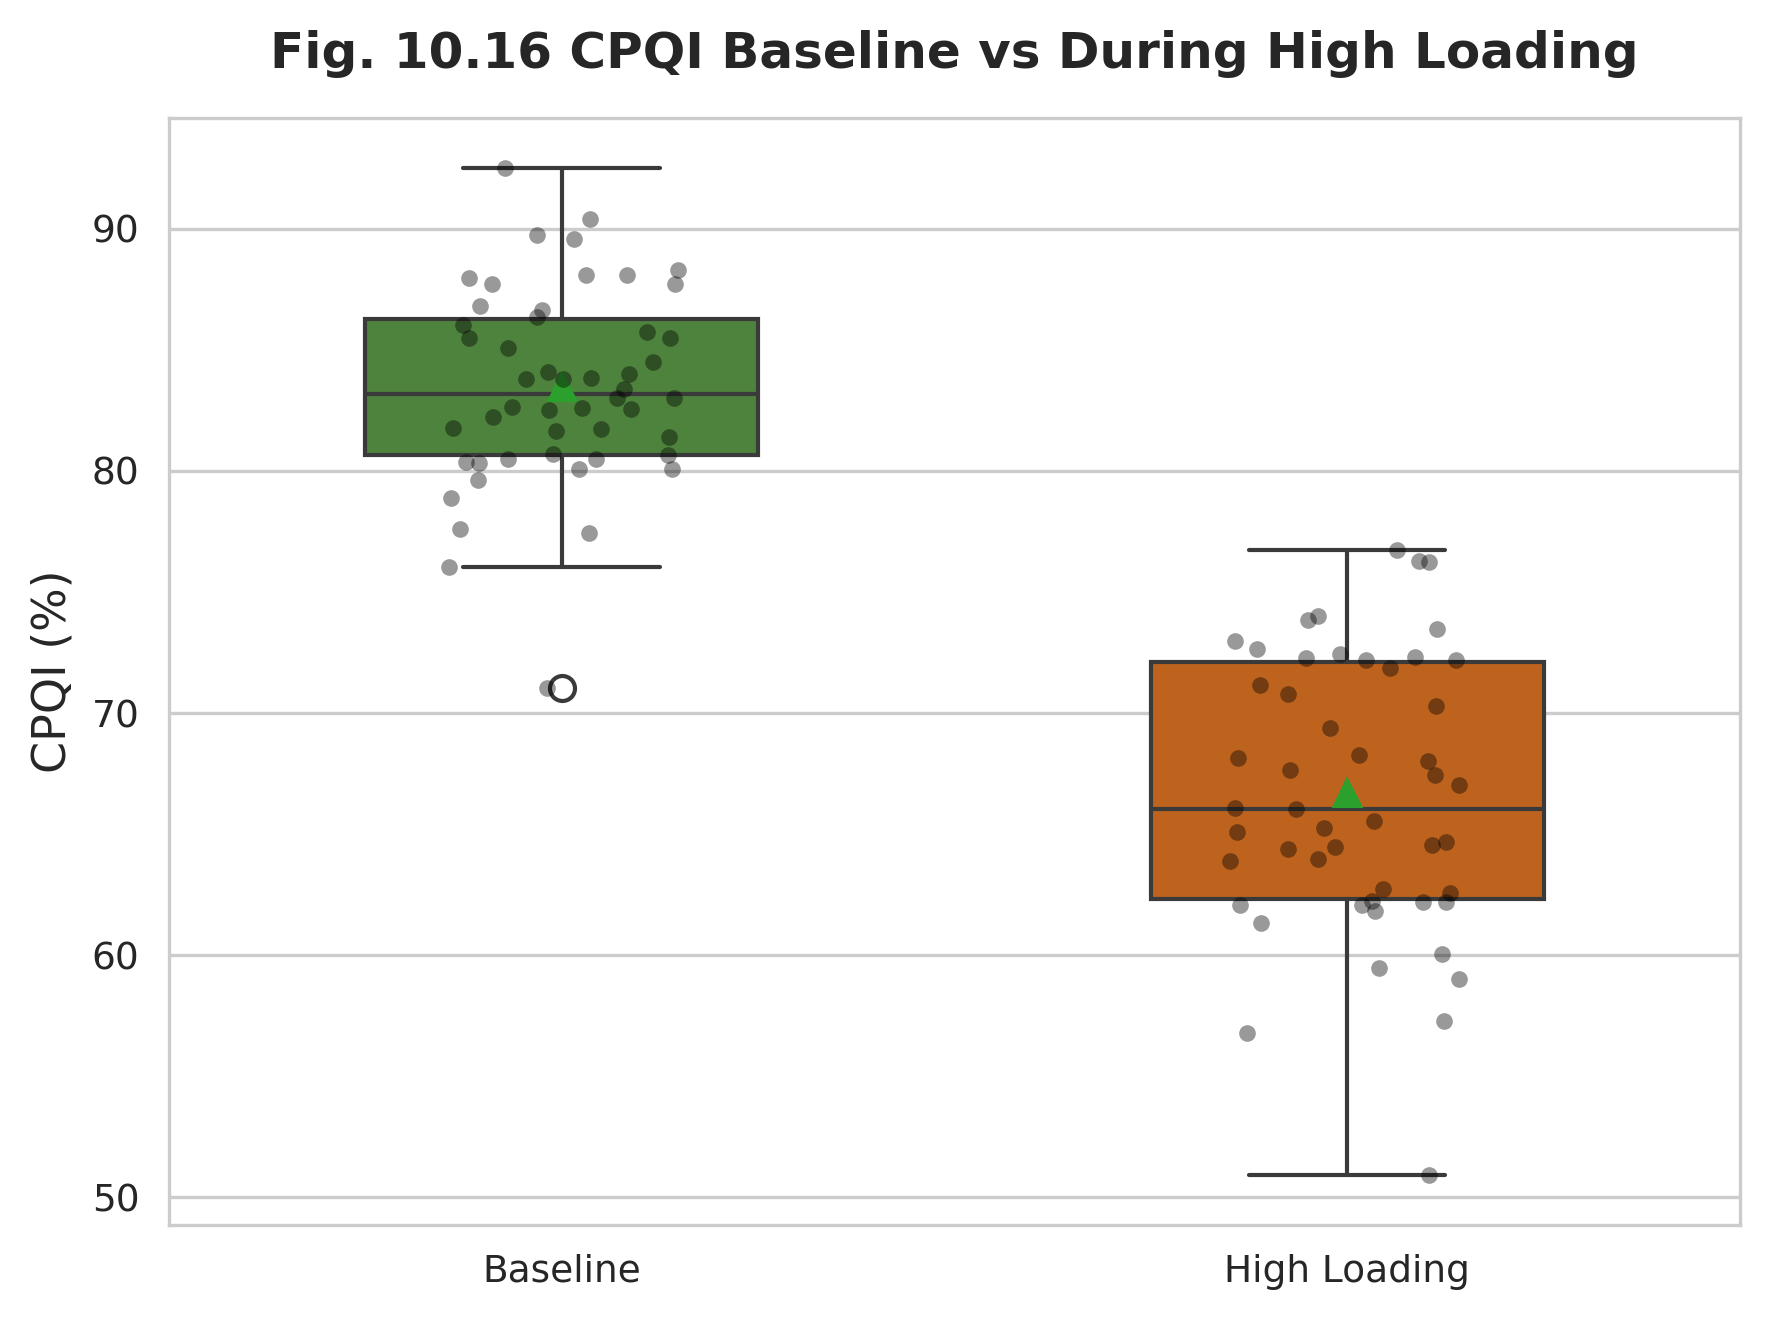 Fig. 10.16 CPQI Baseline vs During High Loading
CPQI (%)
90
80
70
60
50
Baseline
High Loading